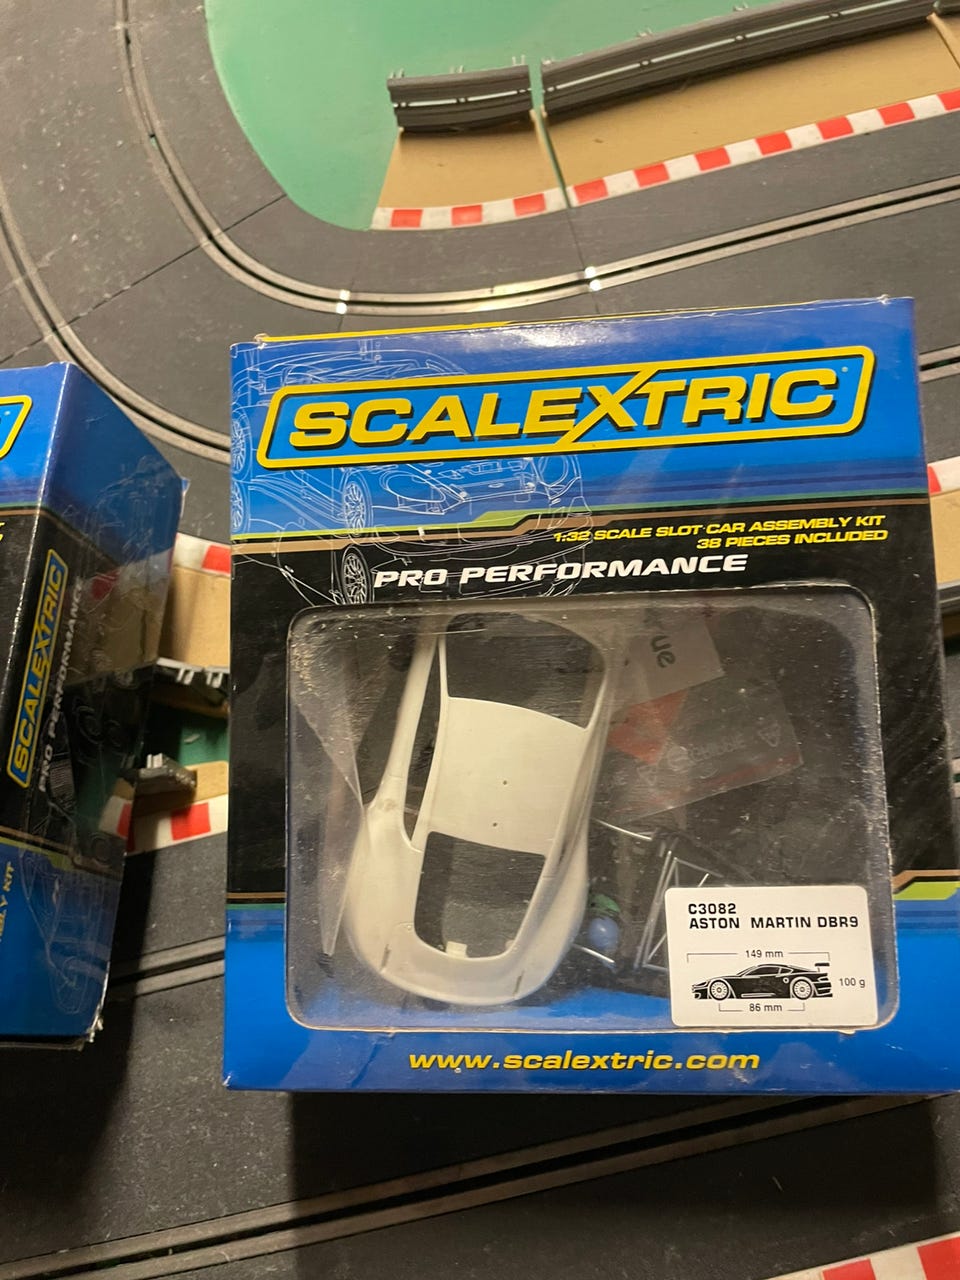 SCALEXTRIC
1:32 SCALE SLOT CAR ASSEMBLY KIT
38 PIECES INCLUDED
PRO PERFORMANCE
C3082
ASTON MARTIN DBR9
149 mm
100 g
86 mm
www.scalextric.com
SCALEXTRIC
PRO PERFORMANCE
KIT